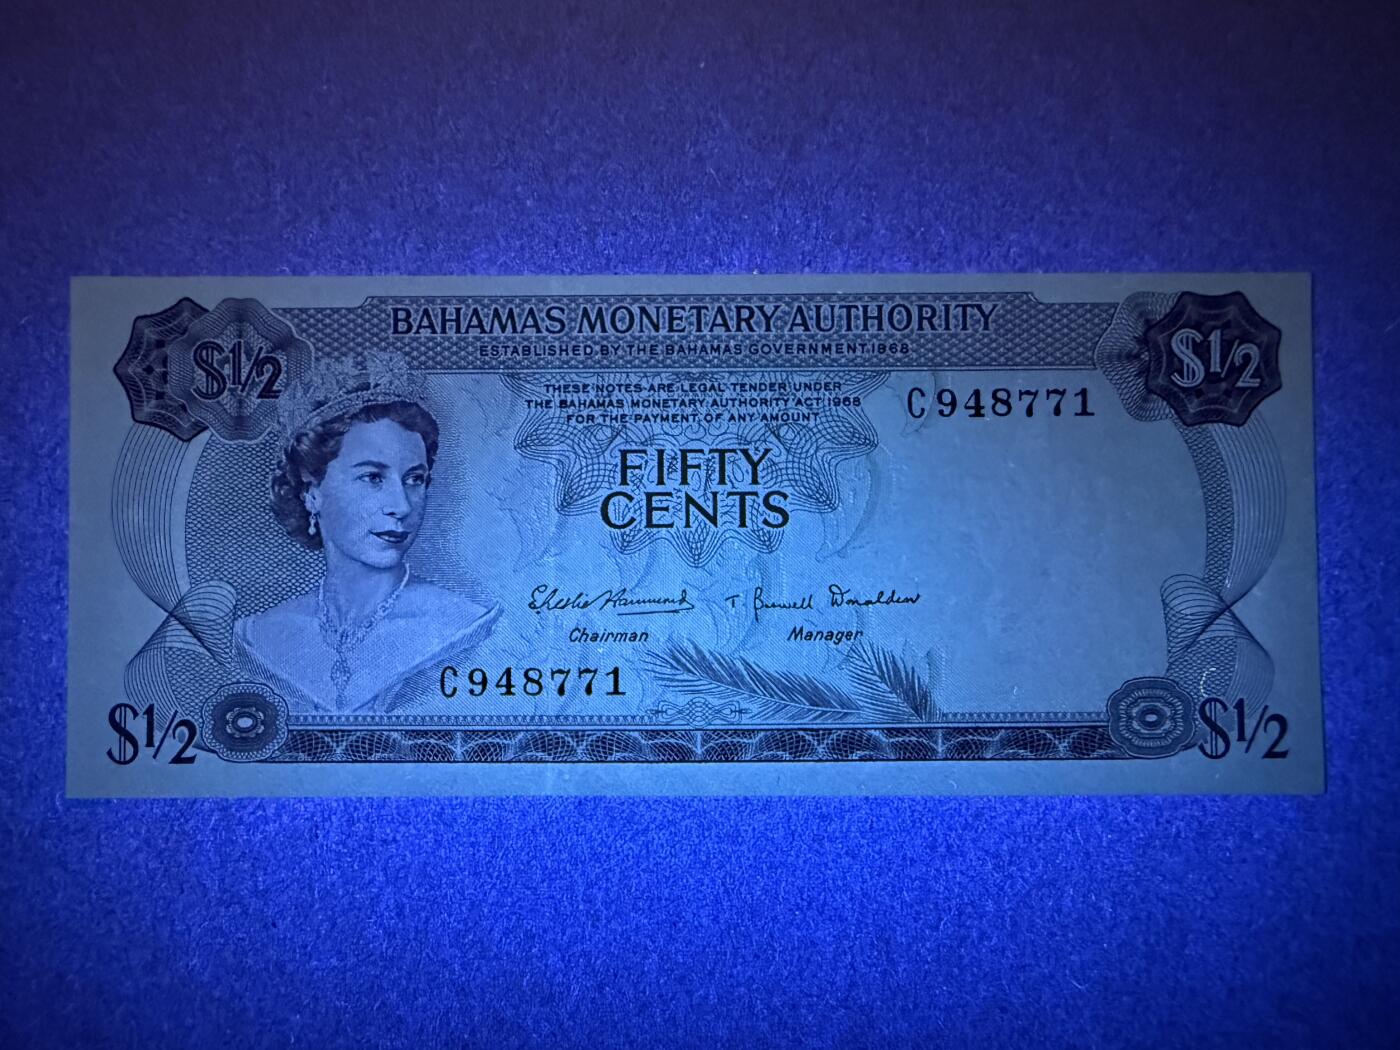 BAHAMAS MONETARY AUTHORITY
ESTABLISHED BY THE BAHAMAS GOVERNMENT 1968
$1/2
$1/2
THESE NOTES ARE LEGAL TENDER UNDER
THE BAHAMAS MONETARY AUTHORITY ACT 1968
FOR THE PAYMENT OF ANY AMOUNT
C948771
FIFTY
CENTS
T. Burwell Donaldson
Chairman
Manager
C948771
$1/2
$1/2